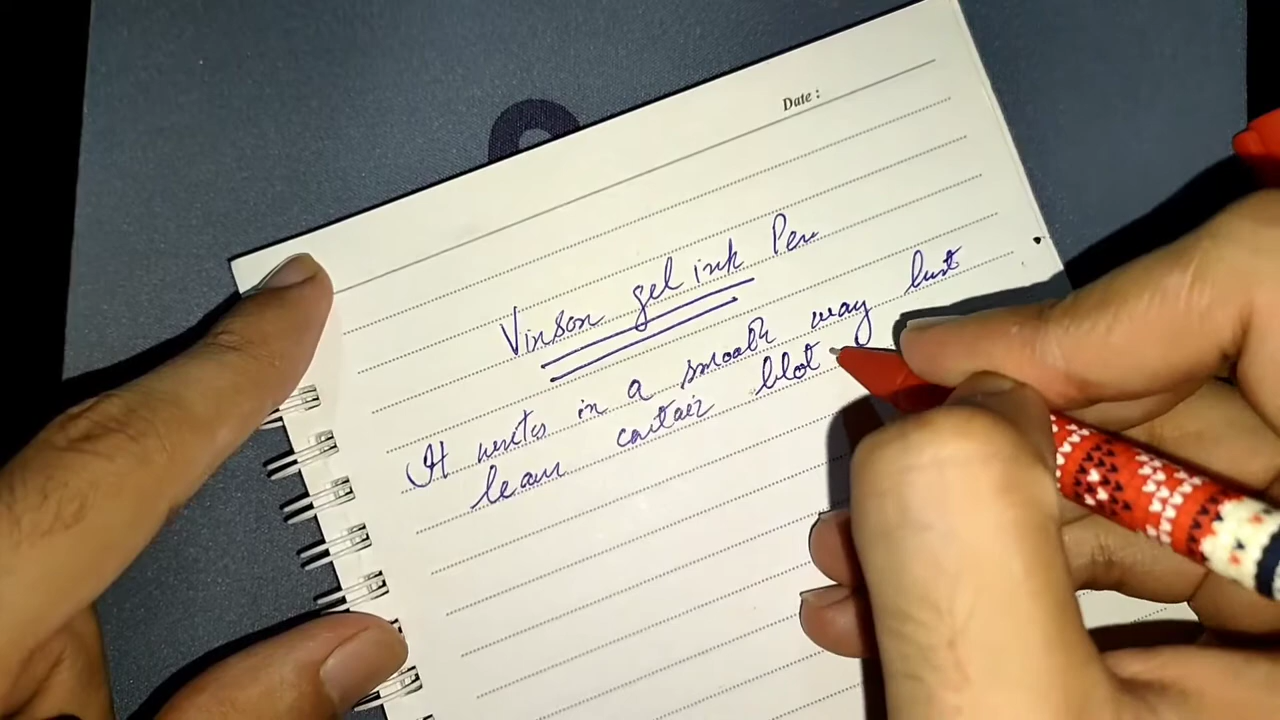 Date :
Vinson gel ink Pen
It writes in a smooth way but
leave certain blot